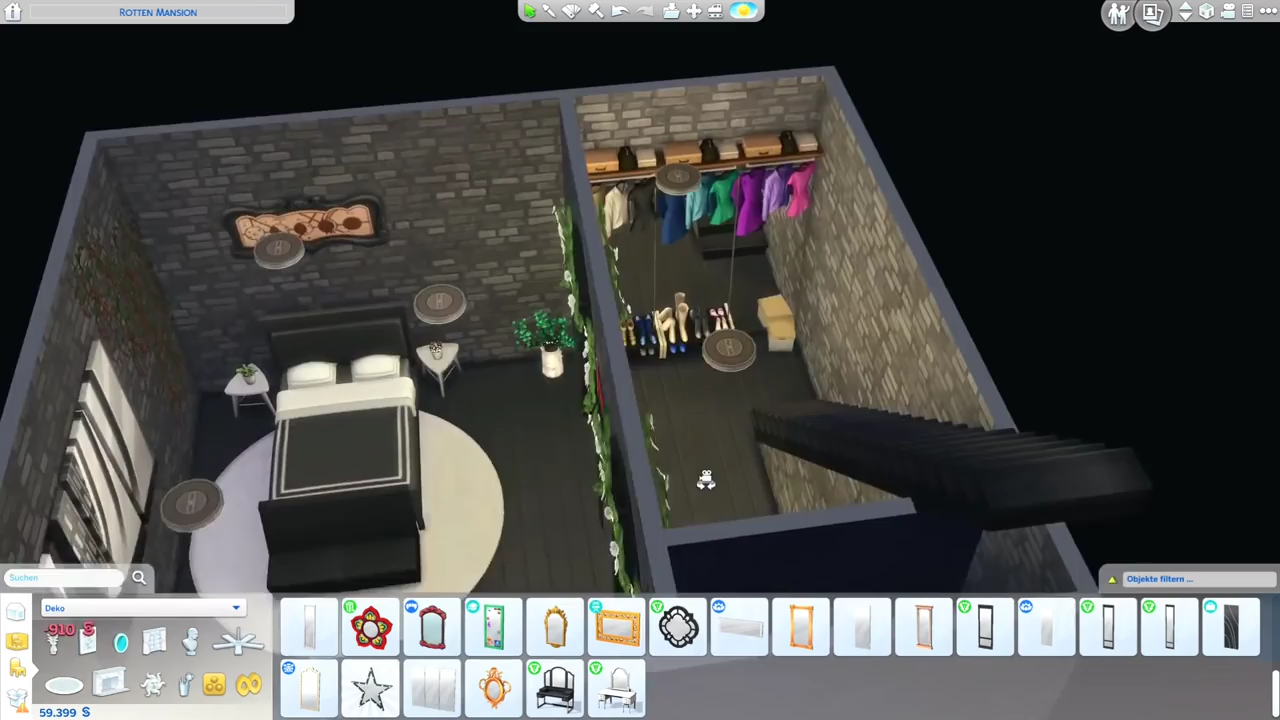 ROTTEN MANSION
Suchen
Objekte filtern ...
Deko
-910 $
59.399 $